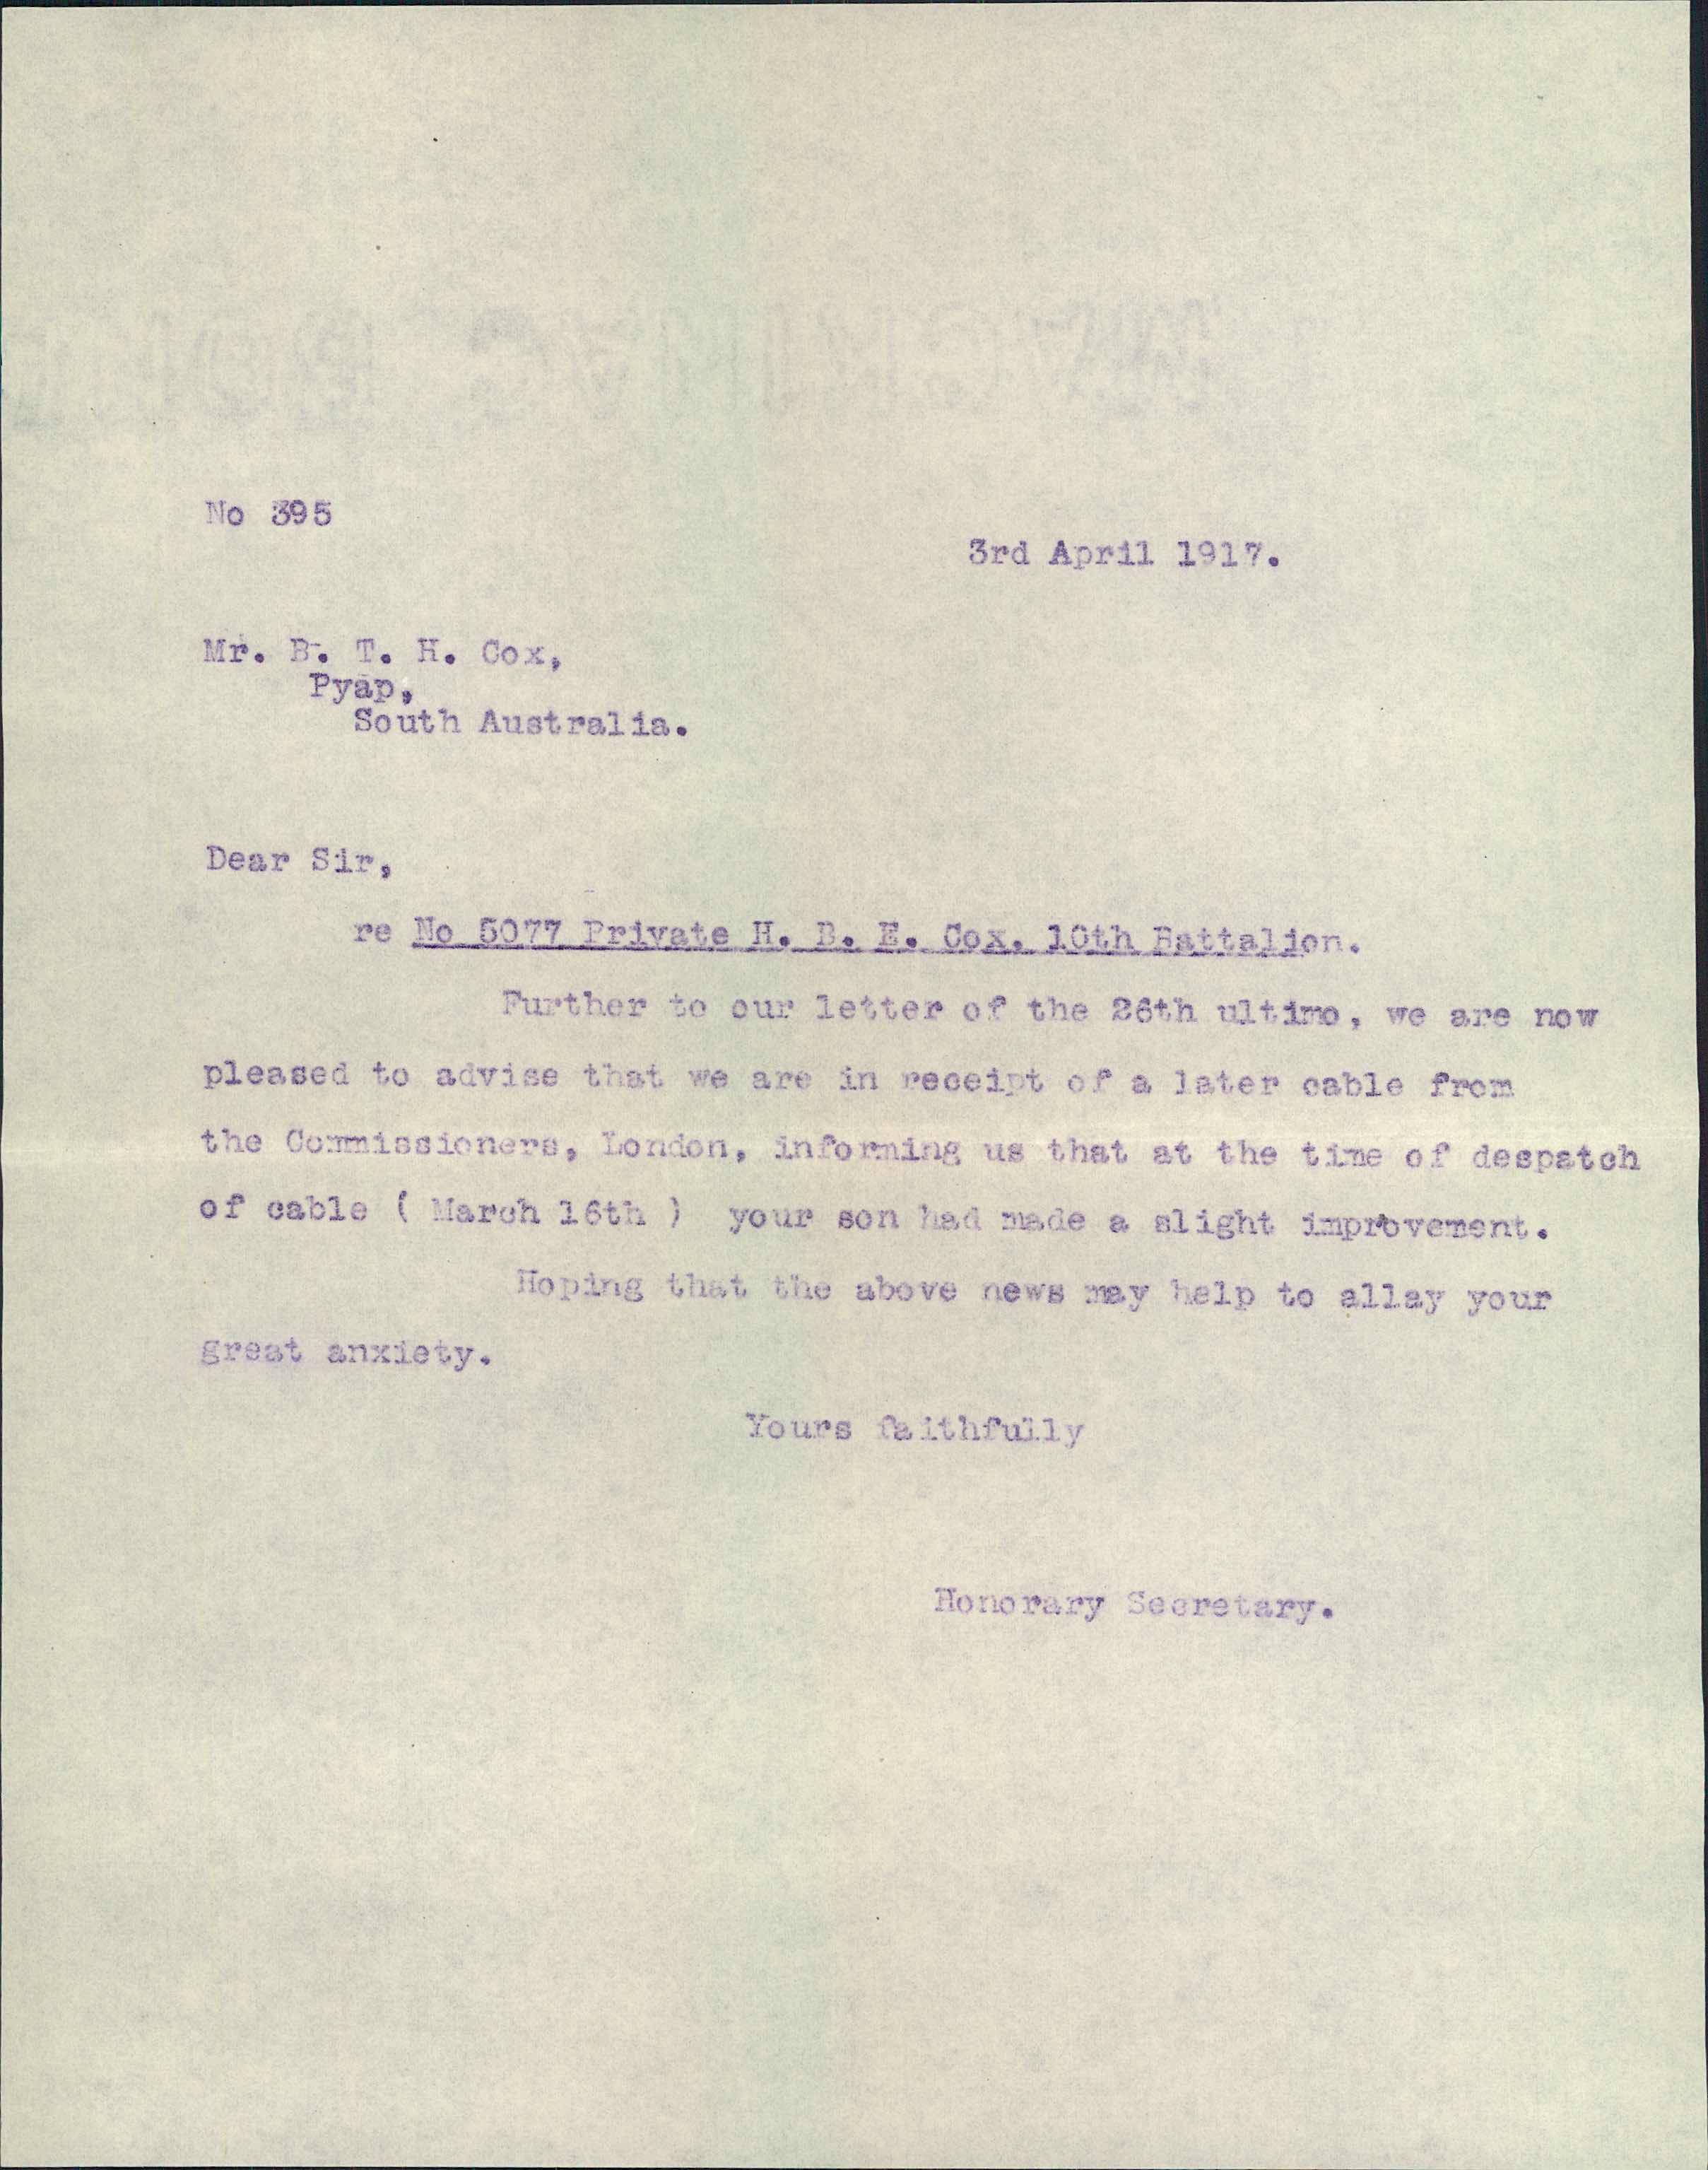 No 395
3rd April 1917.
Mr. B. T. H. Cox,
Pyap,
South Australia.
Dear Sir,
re No 5077 Private H. B. E. Cox. 10th Battalion.
Further to our letter of the 26th ultimo, we are now
pleased to advise that we are in receipt of a later cable from
the Commissioners, London, informing us that at the time of despatch
of cable ( March 16th ) your son had made a slight improvement.
Hoping that the above news may help to allay your
great anxiety.
Yours faithfully
Honorary Secretary.